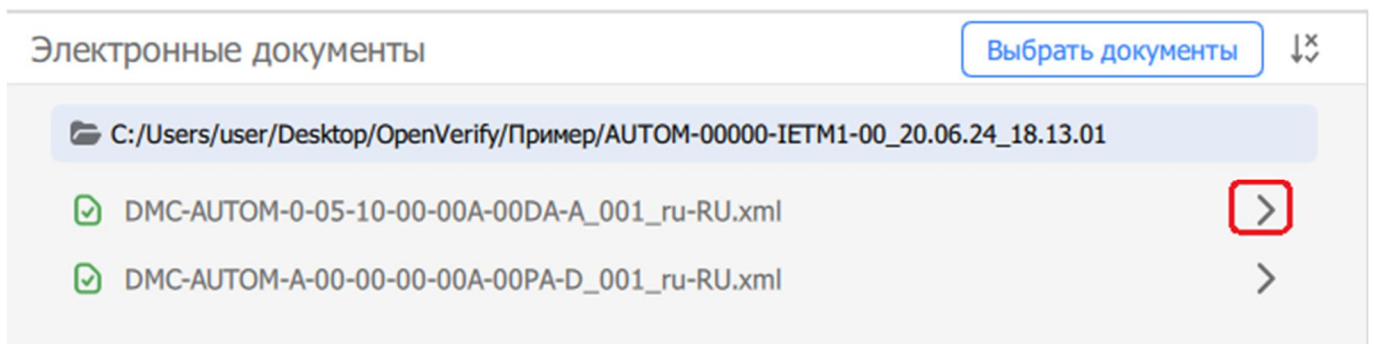 Электронные документы
Выбрать документы
C:/Users/user/Desktop/OpenVerify/Пример/AUTOM-00000-IETM1-00_20.06.24_18.13.01
DMC-AUTOM-0-05-10-00-00A-00DA-A_001_ru-RU.xml
DMC-AUTOM-A-00-00-00-00A-00PA-D_001_ru-RU.xml